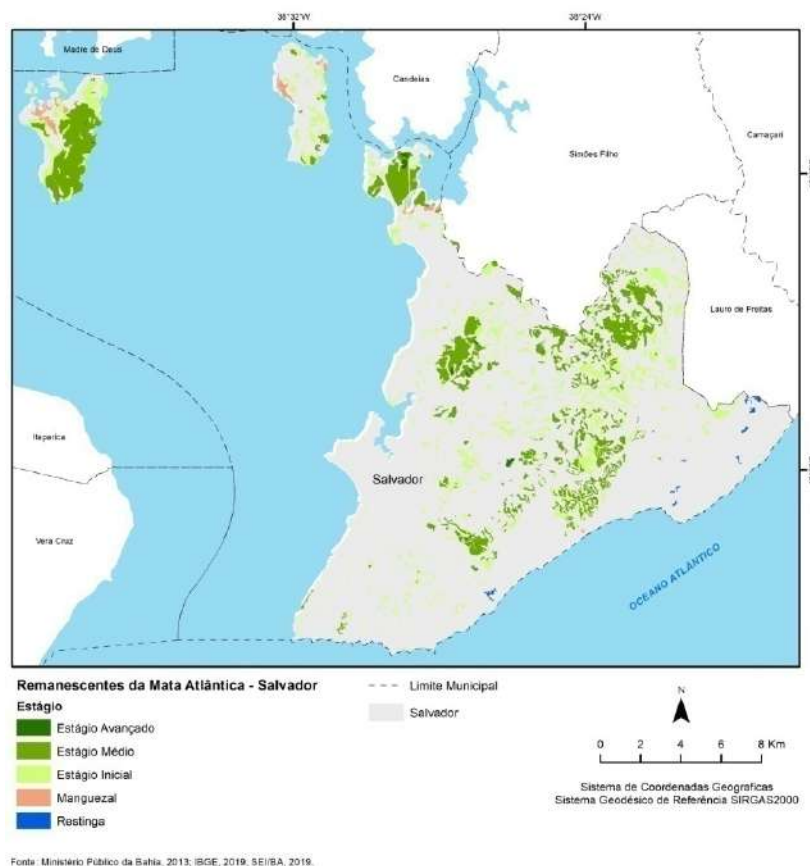 38°32'W
38°24'W
Madre de Deus
Candeias
Camaçari
Simões Filho
Lauro de Freitas
Itaparica
Salvador
Vera Cruz
OCEANO ATLÂNTICO
Remanescentes da Mata Atlântica - Salvador
Estágio
Estágio Avançado
Estágio Médio
Estágio Inicial
Manguezal
Restinga
Limite Municipal
Salvador
N
0 2 4 6 8 Km
Sistema de Coordenadas Geograficas
Sistema Geodésico de Referência SIRGAS2000
Fonte: Ministério Público da Bahia, 2013; IBGE, 2019; SEI/BA, 2019.